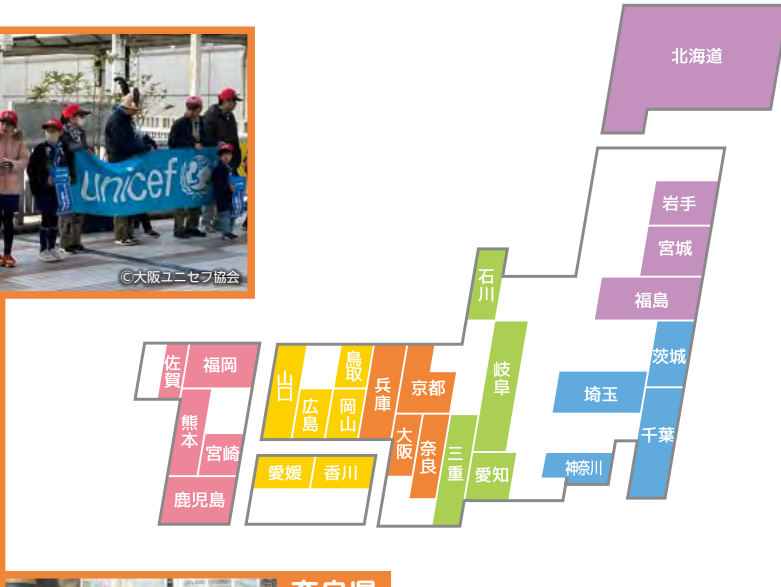 unicef
©大阪ユニセフ協会
北海道
岩手
宮城
福島
茨城
埼玉
千葉
神奈川
石川
岐阜
愛知
三重
京都
兵庫
大阪
奈良
鳥取
岡山
広島
山口
愛媛
香川
福岡
佐賀
熊本
宮崎
鹿児島
奈良県